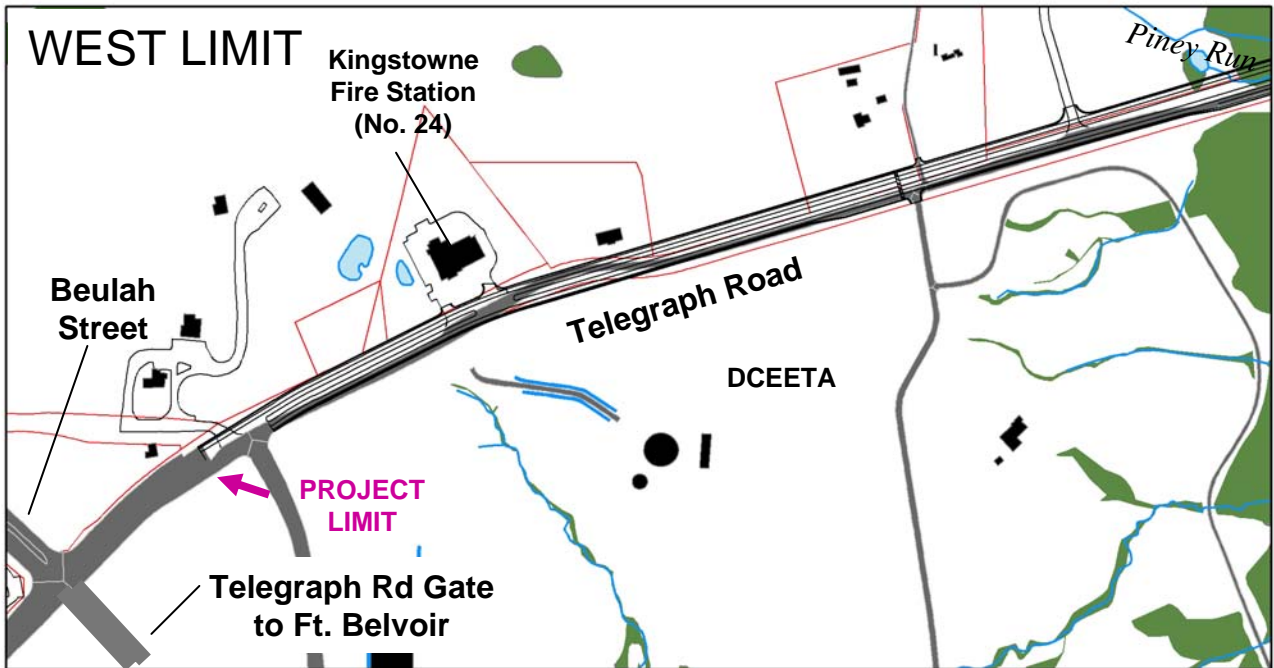 WEST LIMIT
Kingstowne
Fire Station
(No. 24)
Piney Run
Beulah
Street
Telegraph Road
DCEETA
PROJECT
LIMIT
Telegraph Rd Gate
to Ft. Belvoir